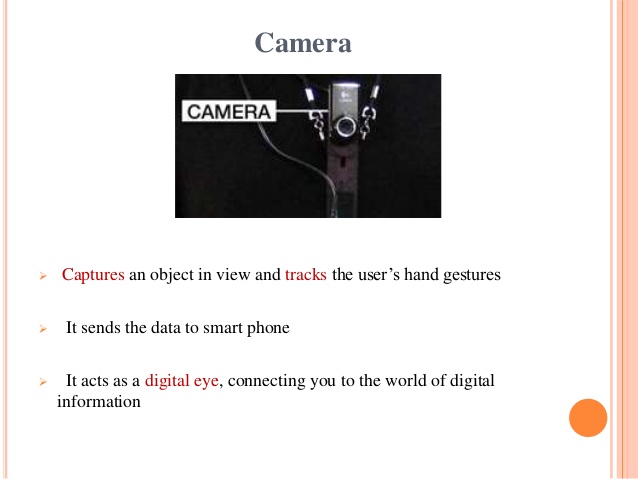 Camera
CAMERA
Captures an object in view and tracks the user’s hand gestures
It sends the data to smart phone
It acts as a digital eye, connecting you to the world of digital
information